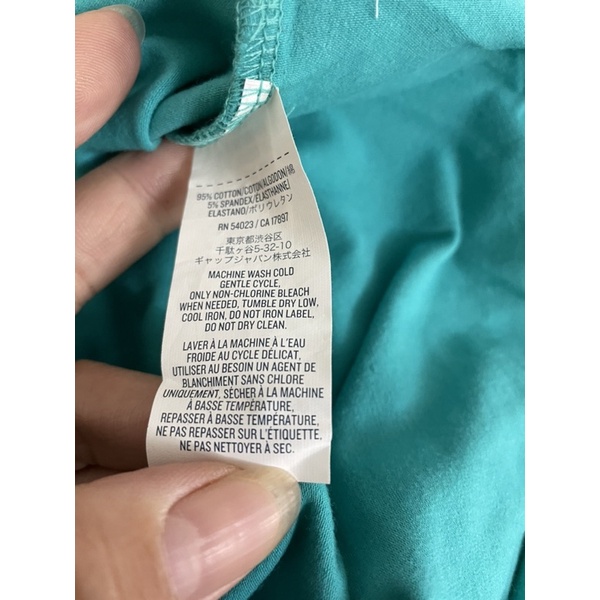 95% COTTON/COTON ALGODON/綿
5% SPANDEX/ÉLASTHANNE/
ELASTANO/ポリウレタン
RN 54023 / CA 17897
東京都渋谷区
千駄ヶ谷5-32-10
ギャップジャパン株式会社
MACHINE WASH COLD
GENTLE CYCLE,
ONLY NON-CHLORINE BLEACH
WHEN NEEDED, TUMBLE DRY LOW,
COOL IRON, DO NOT IRON LABEL,
DO NOT DRY CLEAN.
LAVER À LA MACHINE À L'EAU
FROIDE AU CYCLE DÉLICAT,
UTILISER AU BESOIN UN AGENT DE
BLANCHIMENT SANS CHLORE
UNIQUEMENT, SÉCHER À LA MACHINE
À BASSE TEMPÉRATURE,
REPASSER À BASSE TEMPÉRATURE,
NE PAS REPASSER SUR L'ÉTIQUETTE.
NE PAS NETTOYER À SEC.